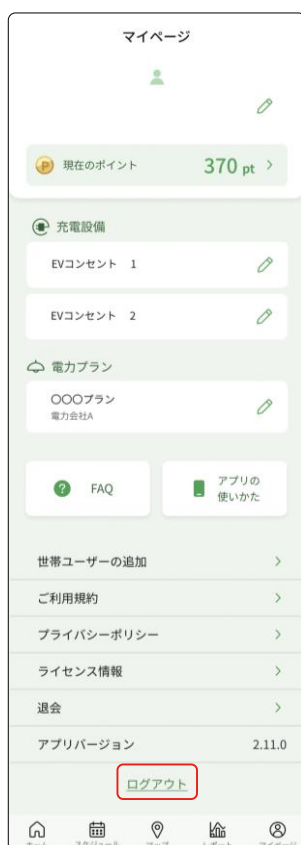 マイページ
現在のポイント 370 pt
充電設備
EVコンセント 1
EVコンセント 2
電力プラン
〇〇〇プラン
電力会社A
FAQ
アプリの
使いかた
世帯ユーザーの追加
ご利用規約
プライバシーポリシー
ライセンス情報
退会
アプリバージョン 2.11.0
ログアウト